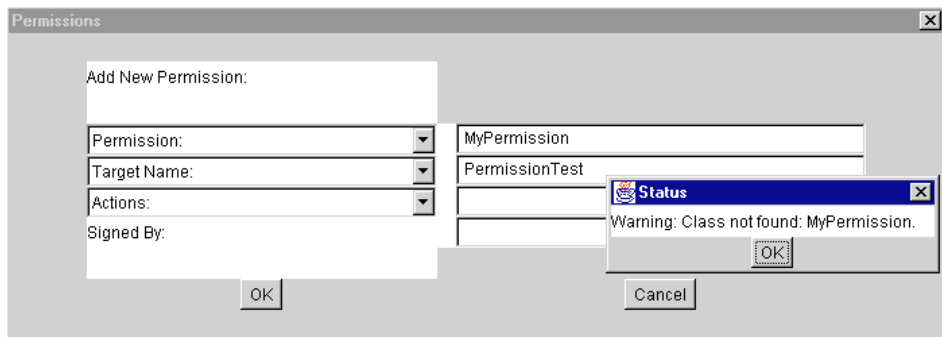 Permissions
Add New Permission:
Permission:
MyPermission
Target Name:
PermissionTest
Actions:
Status
Warning: Class not found: MyPermission.
OK
Signed By:
OK
Cancel